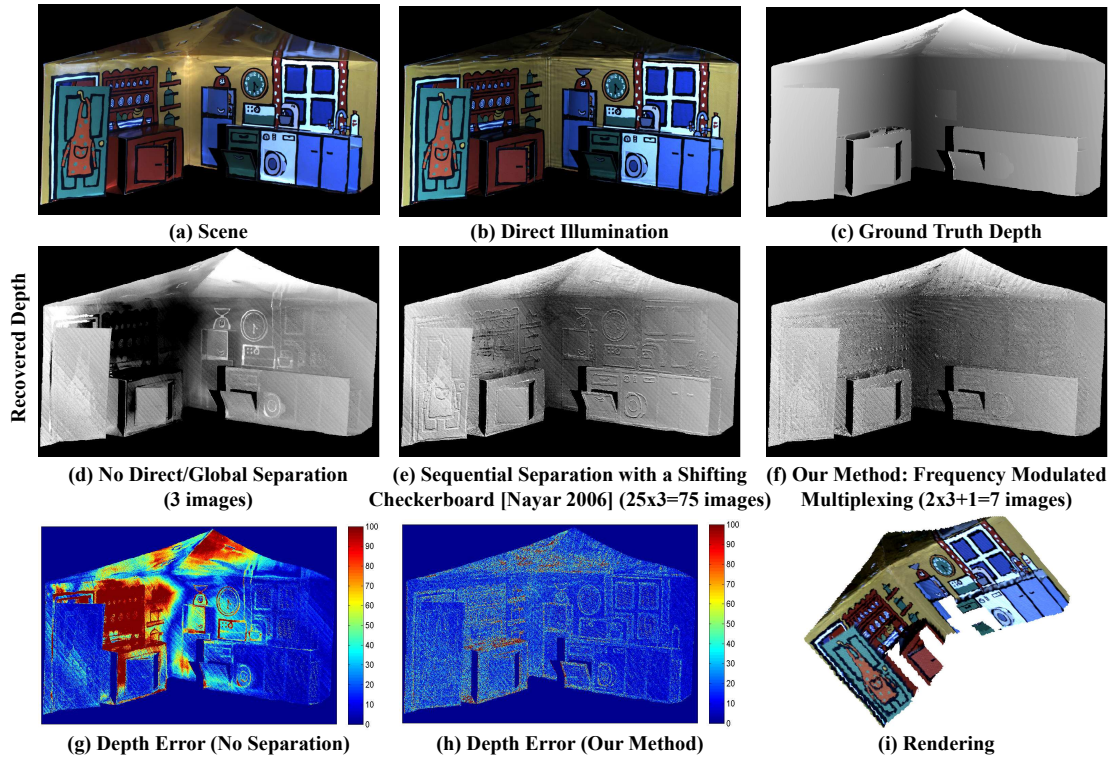 (a) Scene
(b) Direct Illumination
(c) Ground Truth Depth
Recovered Depth
(d) No Direct/Global Separation
(3 images)
(e) Sequential Separation with a Shifting
Checkerboard [Nayar 2006] (25x3=75 images)
(f) Our Method: Frequency Modulated
Multiplexing (2x3+1=7 images)
100
90
80
70
60
50
40
30
20
10
0
100
90
80
70
60
50
40
30
20
10
0
(g) Depth Error (No Separation)
(h) Depth Error (Our Method)
(i) Rendering